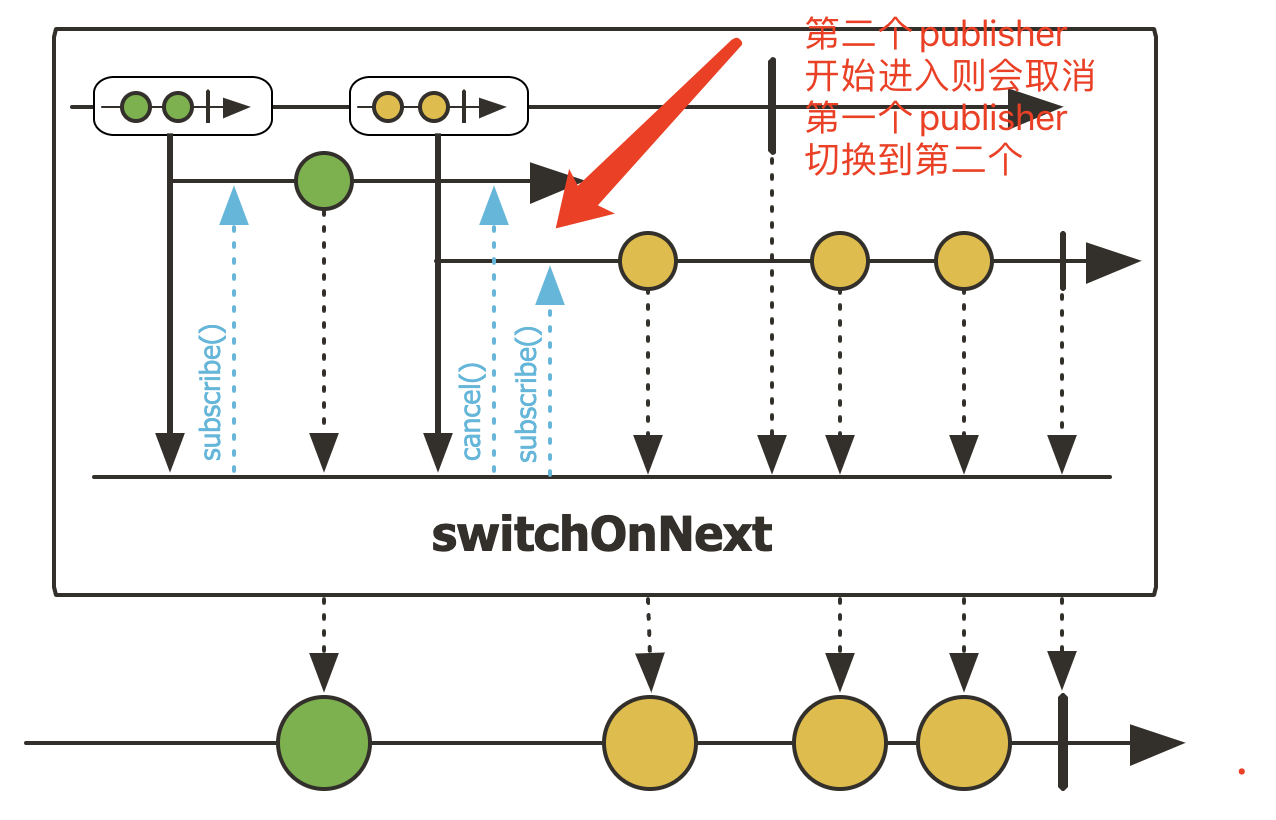 第二个 publisher
开始进入则会取消
第一个 publisher
切换到第二个
subscribe()
cancel()
subscribe()
switchOnNext